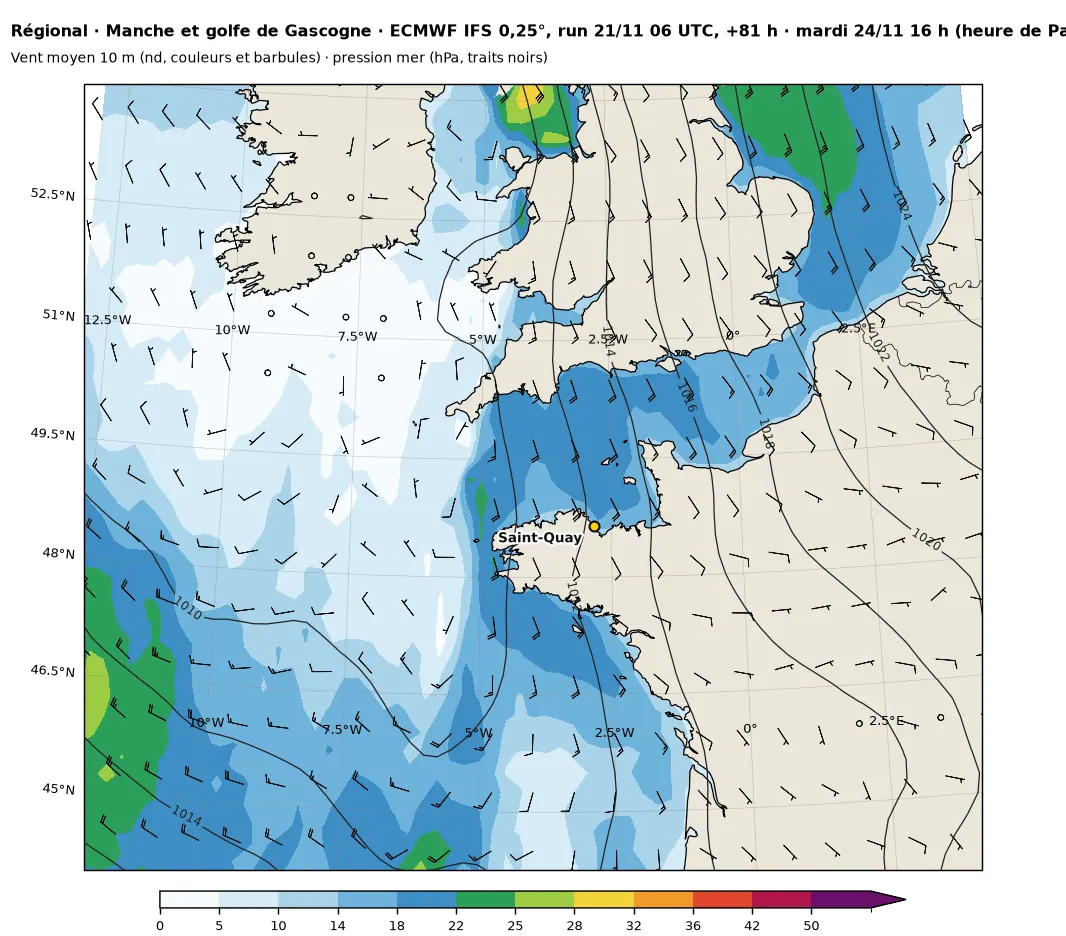 Régional · Manche et golfe de Gascogne · ECMWF IFS 0,25°, run 21/11 06 UTC, +81 h · mardi 24/11 16 h (heure de Pa
Vent moyen 10 m (nd, couleurs et barbules) · pression mer (hPa, traits noirs)
52.5°N
1024
51°N
12.5°W
10°W
7.5°W
5°W
2.5°W
0°
2.5°E
1014
1022
1016
49.5°N
1018
48°N
Saint-Quay
1020
1010
46.5°N
10°W
7.5°W
5°W
2.5°W
0°
2.5°E
45°N
1014
0 5 10 14 18 22 25 28 32 36 42 50